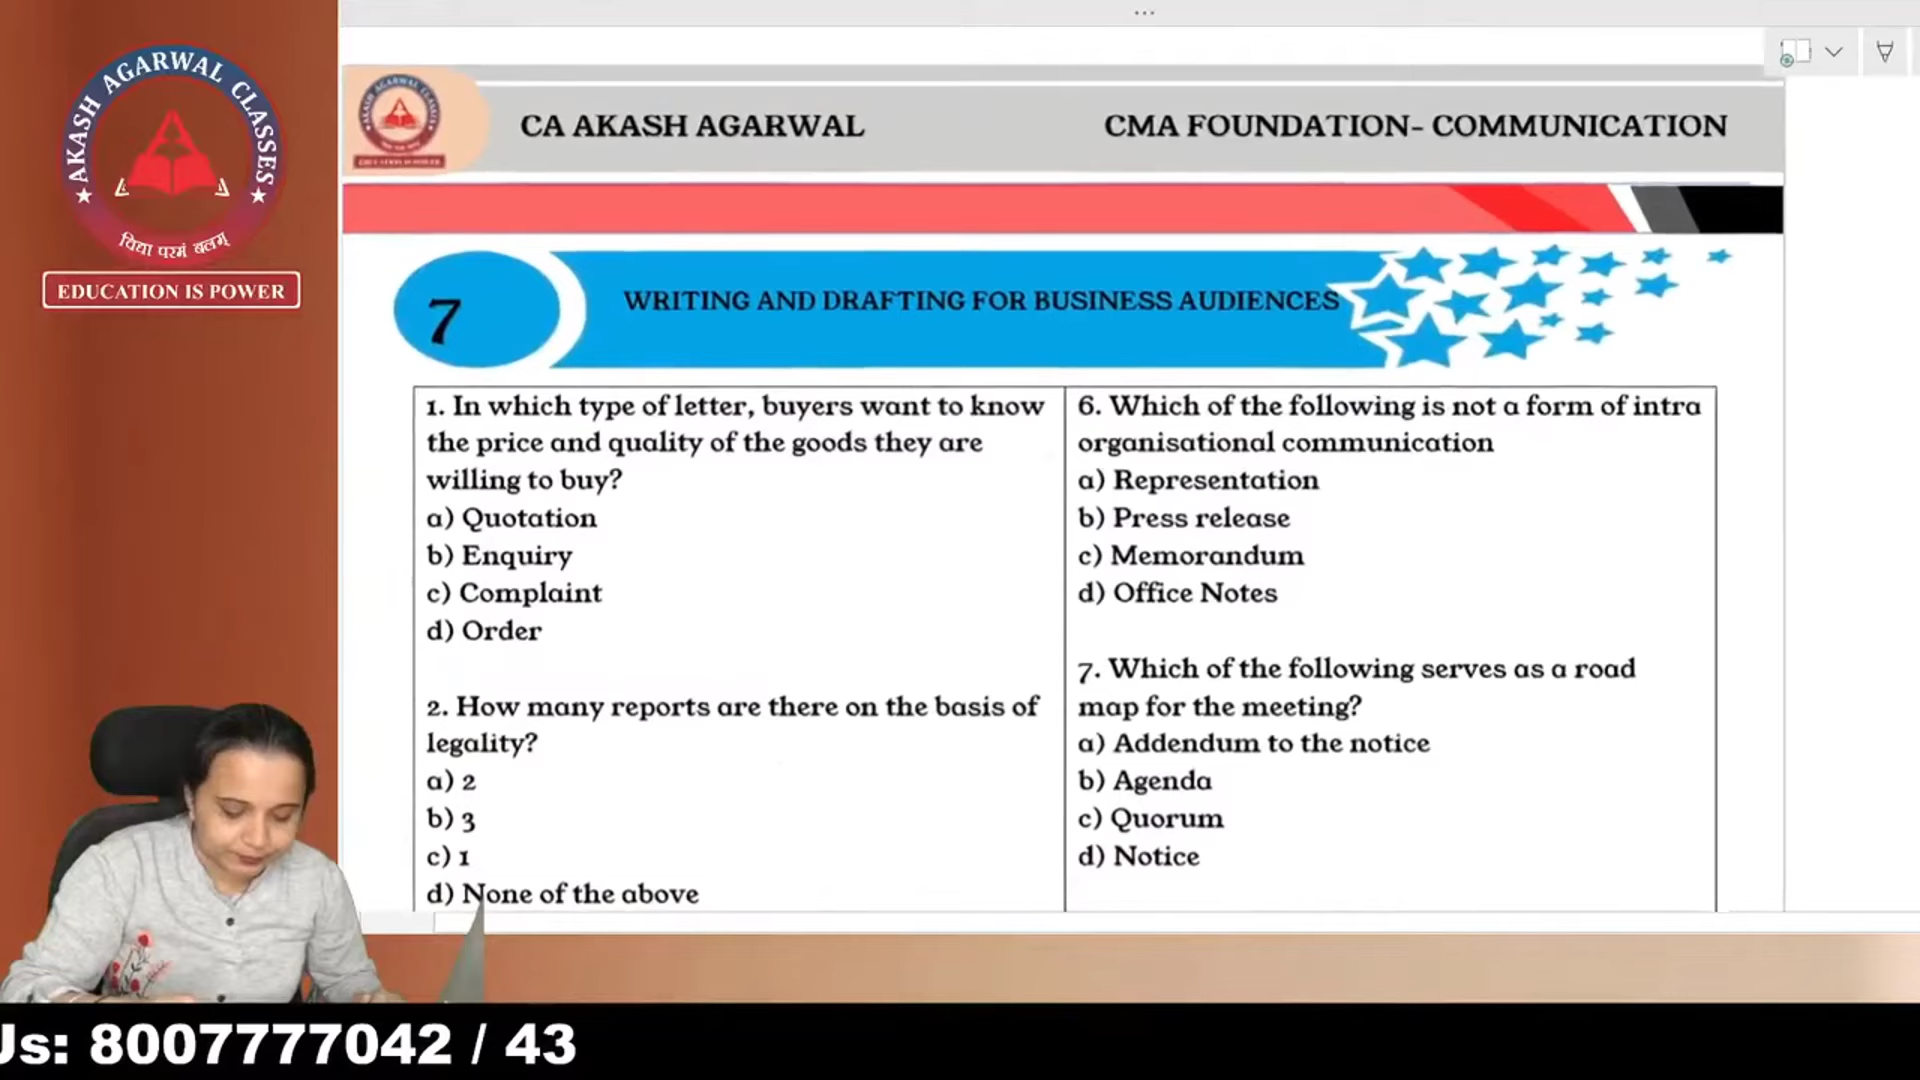 AKASH AGARWAL CLASSES
विद्या परमं बलम्
EDUCATION IS POWER
CA AKASH AGARWAL
CMA FOUNDATION- COMMUNICATION
7
WRITING AND DRAFTING FOR BUSINESS AUDIENCES
1. In which type of letter, buyers want to know
the price and quality of the goods they are
willing to buy?
a) Quotation
b) Enquiry
c) Complaint
d) Order
2. How many reports are there on the basis of
legality?
a) 2
b) 3
c) 1
d) None of the above
6. Which of the following is not a form of intra
organisational communication
a) Representation
b) Press release
c) Memorandum
d) Office Notes
7. Which of the following serves as a road
map for the meeting?
a) Addendum to the notice
b) Agenda
c) Quorum
d) Notice
Us: 8007777042 / 43